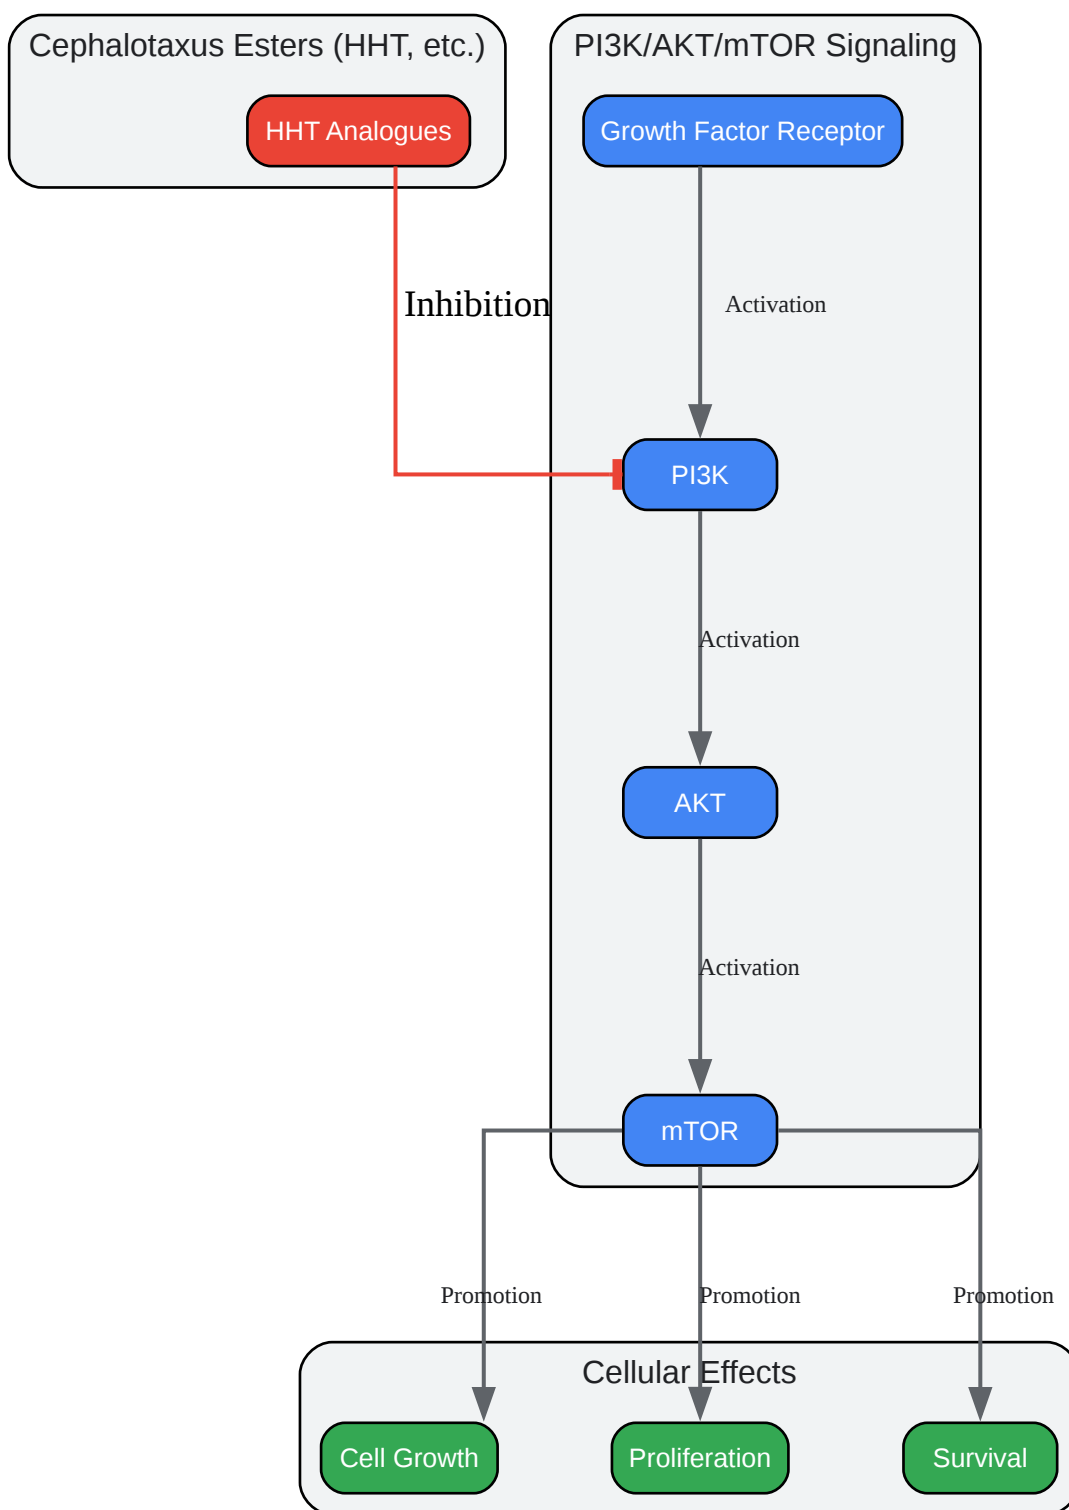 Cephalotaxus Esters (HHT, etc.)
PI3K/AKT/mTOR Signaling
HHT Analogues
Growth Factor Receptor
Inhibition
Activation
PI3K
Activation
AKT
Activation
mTOR
Promotion
Promotion
Promotion
Cellular Effects
Cell Growth
Proliferation
Survival